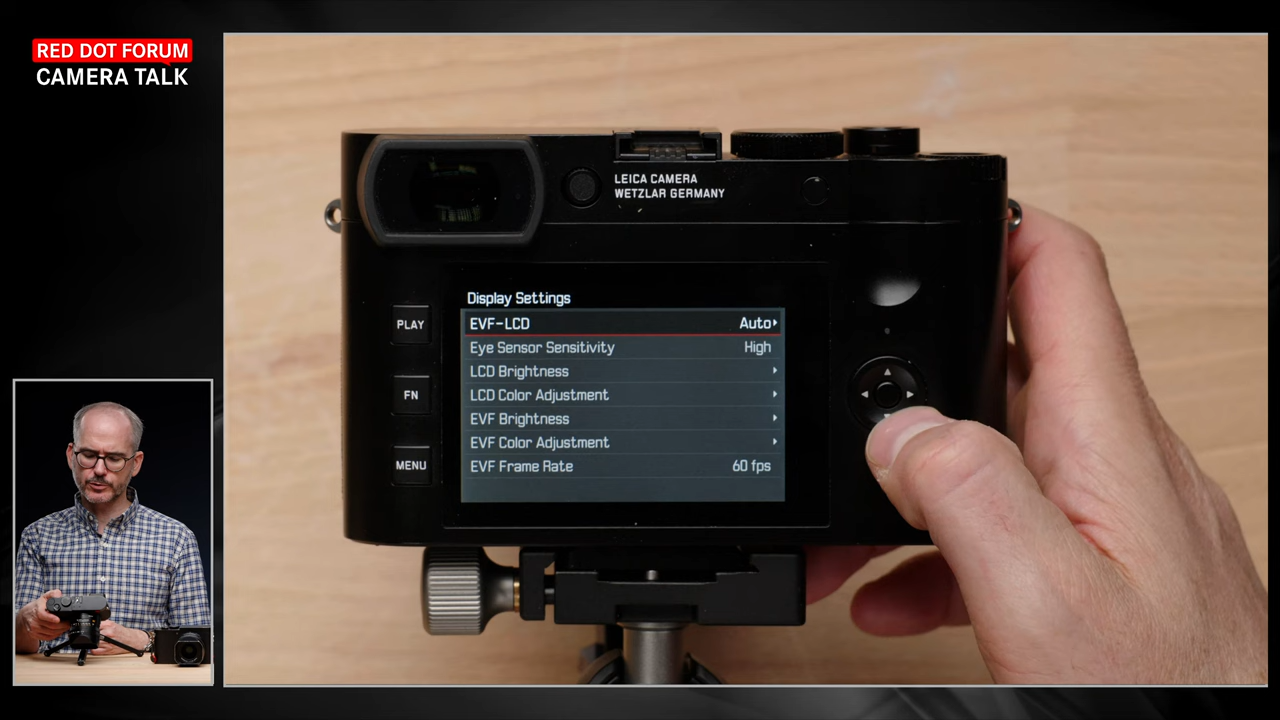 RED DOT FORUM
CAMERA TALK
LEICA CAMERA
WETZLAR GERMANY
Display Settings
EVF-LCD Auto
Eye Sensor Sensitivity High
LCD Brightness
LCD Color Adjustment
EVF Brightness
EVF Color Adjustment
EVF Frame Rate 60 fps
PLAY
FN
MENU